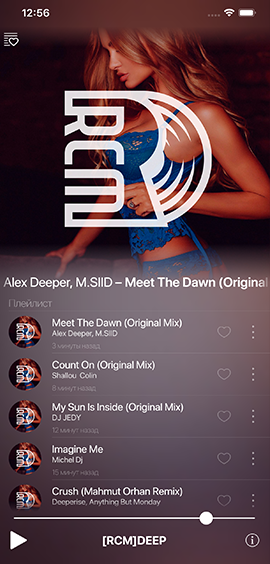 12:56
RCM
Alex Deeper, M.SIID – Meet The Dawn (Original
Плейлист
Meet The Dawn (Original Mix)
Alex Deeper, M.SIID
3 минуты назад
Count On (Original Mix)
Shallou Colin
8 минут назад
My Sun Is Inside (Original Mix)
DJ JEDY
12 минут назад
Imagine Me
Michel Dj
15 минут назад
Crush (Mahmut Orhan Remix)
Deeperise, Anything But Monday
[RCM]DEEP